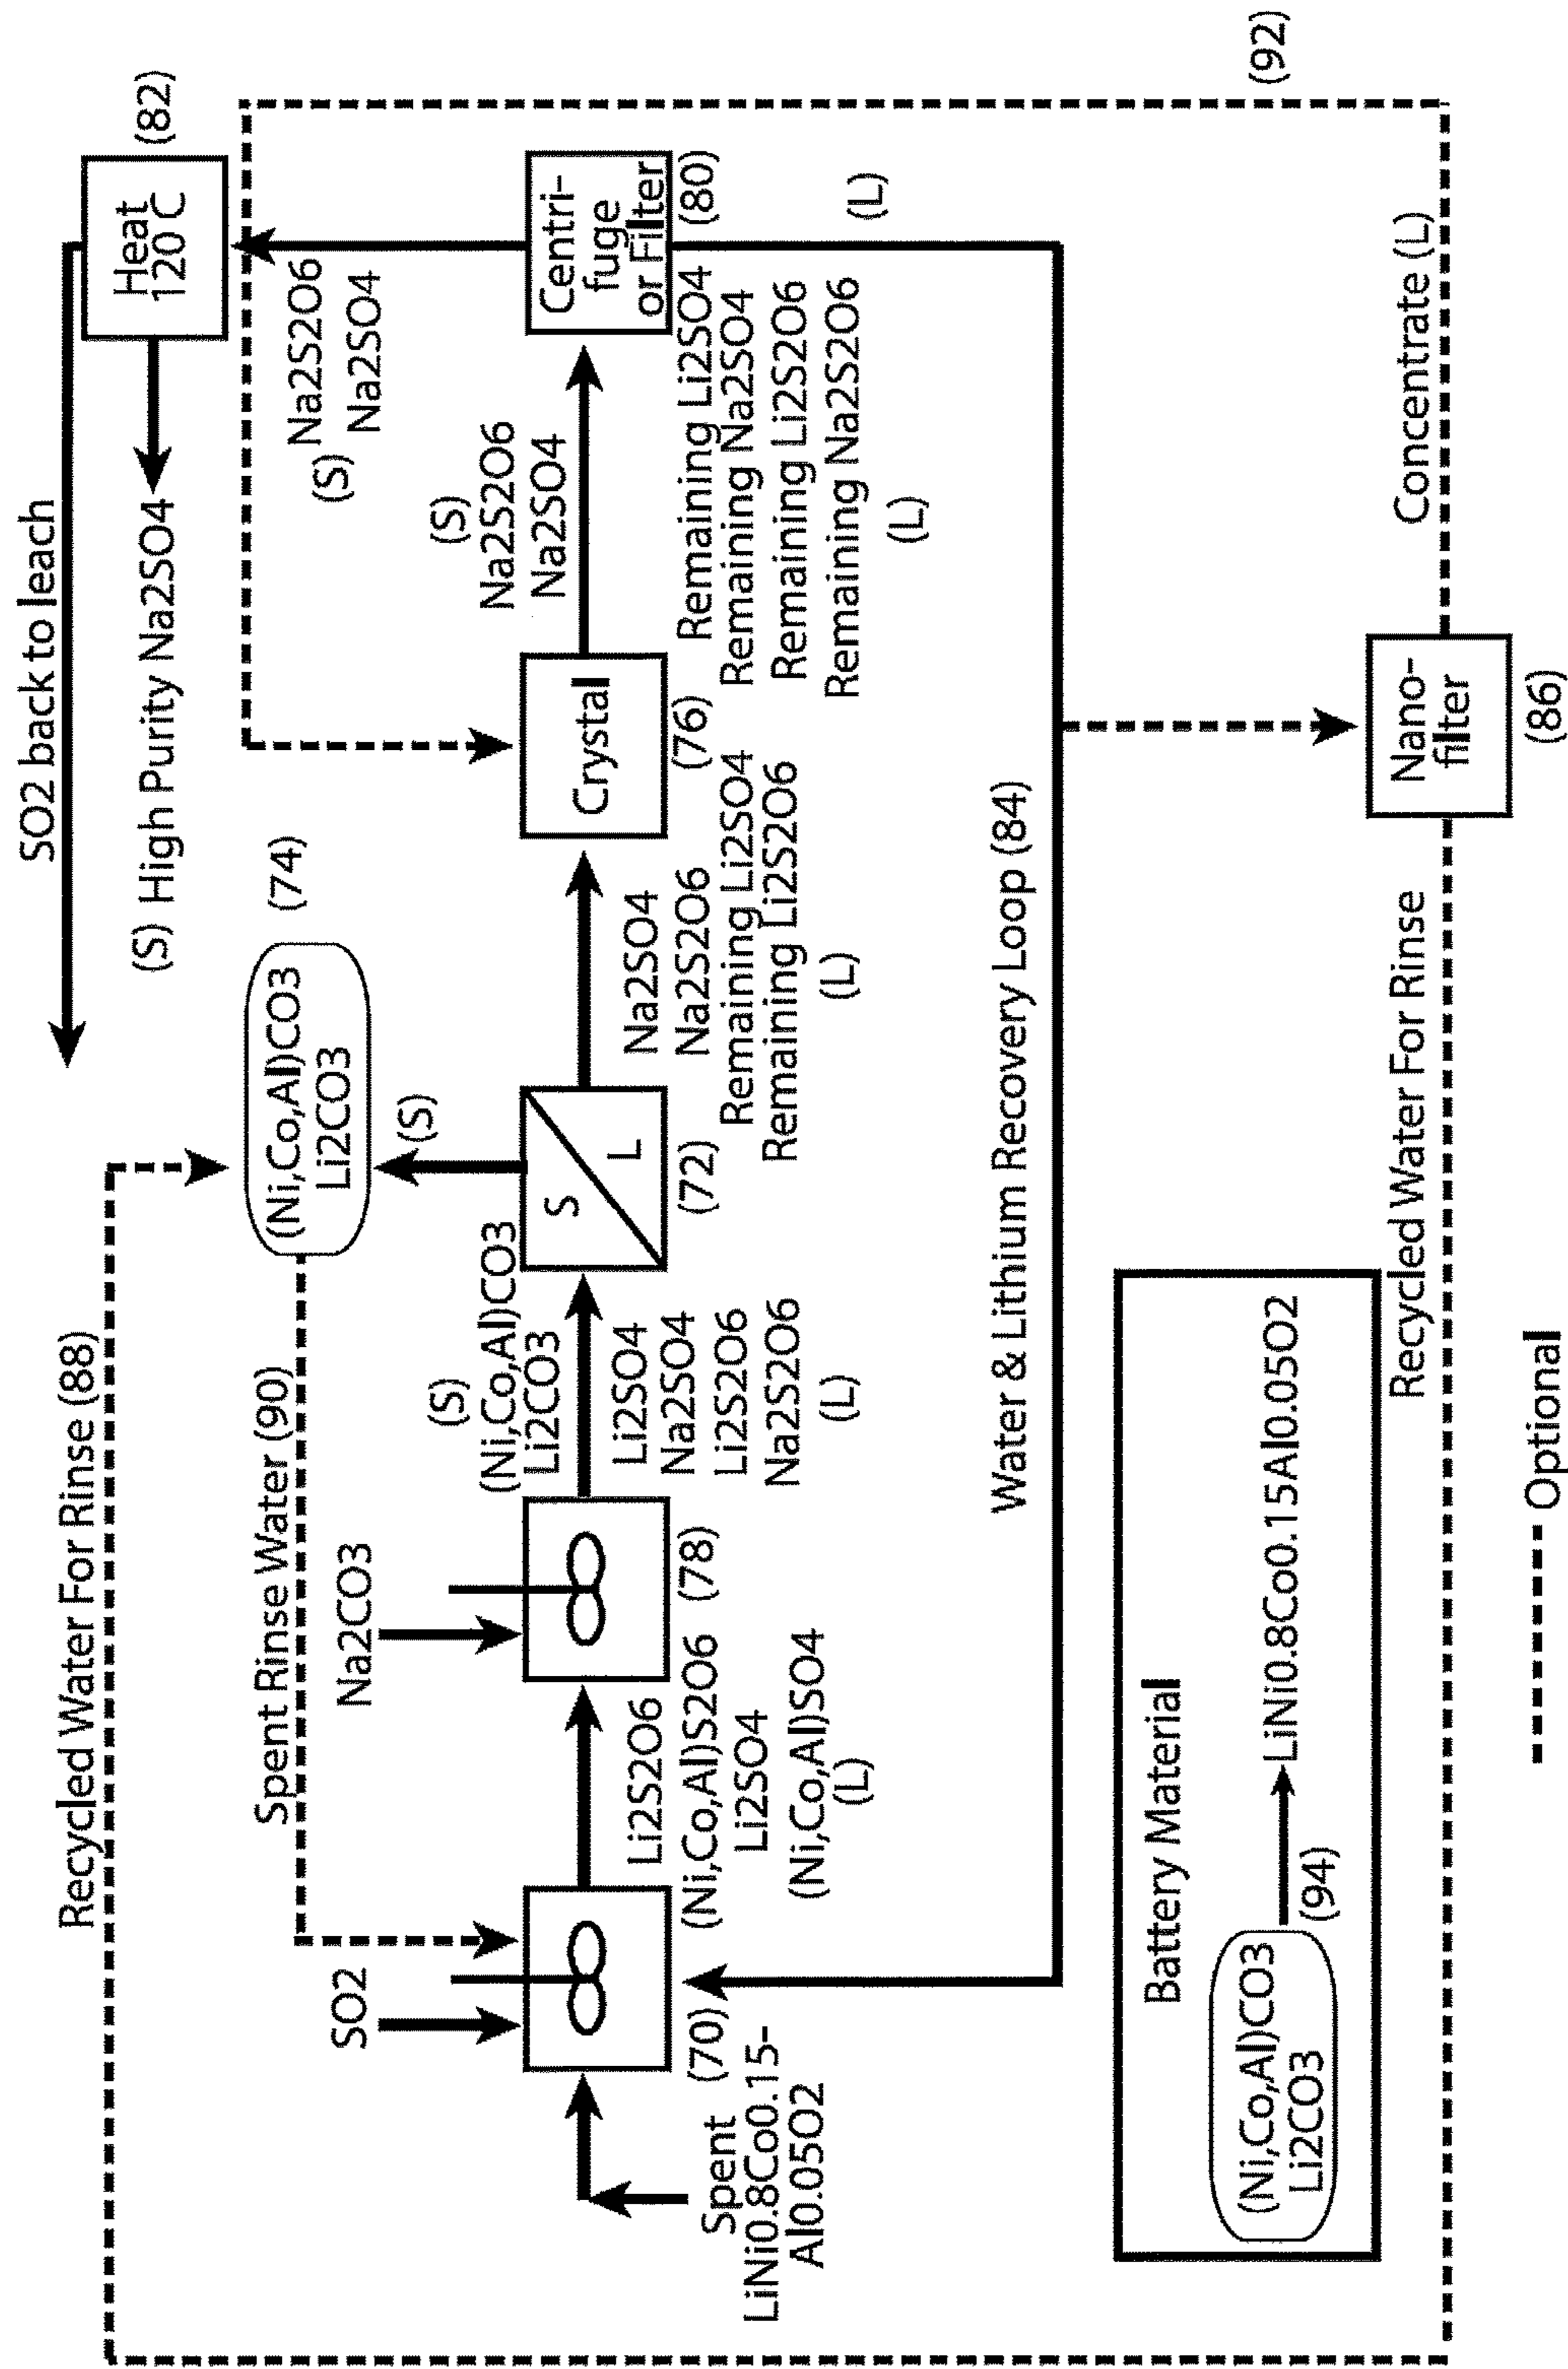 SO2 back to leach
(S) High Purity Na2SO4
Heat
120 C
(82)
Recycled Water For Rinse (88)
Spent Rinse Water (90)
(Ni,Co,Al)CO3
Li2CO3
(74)
(S)
Na2S2O6
Na2SO4
(S)
SO2
Na2CO3
Spent
LiNi0.8Co0.15-
Al0.05O2
(70)
Li2S2O6
(Ni,Co,Al)S2O6
Li2SO4
(Ni,Co,Al)SO4
(L)
(78)
(S)
(Ni,Co,Al)CO3
Li2CO3
Li2SO4
Na2SO4
Li2S2O6
Na2S2O6
(L)
S
L
(72)
Na2SO4
Na2S2O6
Remaining Li2SO4
Remaining Li2S2O6
(L)
Crystal
(76)
(S)
Na2S2O6
Na2SO4
Remaining Li2SO4
Remaining Na2SO4
Remaining Li2S2O6
Remaining Na2S2O6
(L)
Centri-
fuge
or Filter
(80)
(L)
Water & Lithium Recovery Loop (84)
(92)
Battery Material
(Ni,Co,Al)CO3
Li2CO3
(94)
LiNi0.8Co0.15Al0.05O2
Recycled Water For Rinse
Nano-
filter
(86)
Concentrate (L)
Optional